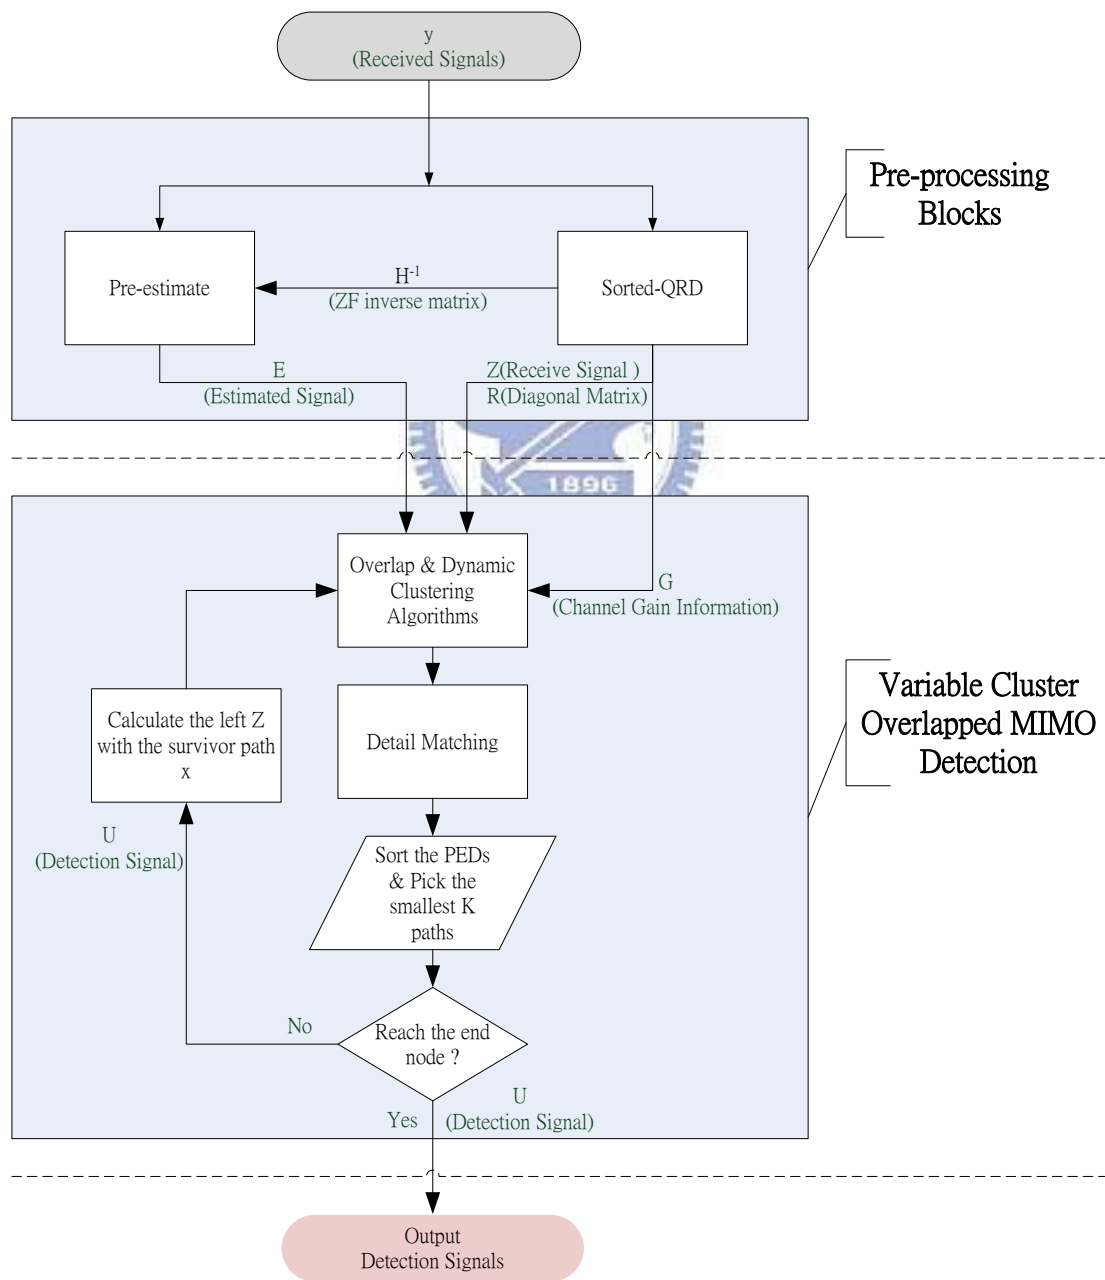 y
(Received Signals)
Pre-processing
Blocks
Pre-estimate
H-1
(ZF inverse matrix)
Sorted-QRD
E
(Estimated Signal)
Z(Receive Signal )
R(Diagonal Matrix)
1896
Overlap & Dynamic
Clustering
Algorithms
G
(Channel Gain Information)
Variable Cluster
Overlapped MIMO
Detection
Calculate the left Z
with the survivor path
x
Detail Matching
U
(Detection Signal)
Sort the PEDs
& Pick the
smallest K
paths
No
Reach the end
node ?
Yes
U
(Detection Signal)
Output
Detection Signals